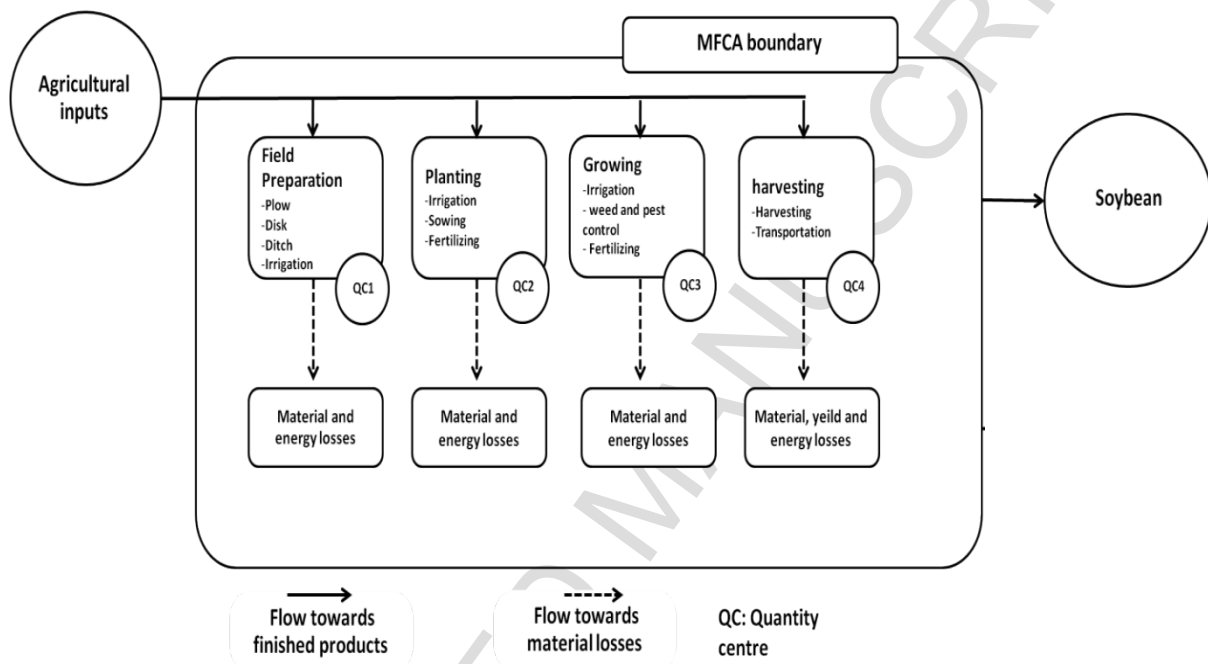 MFCA boundary
Agricultural
inputs
Field
Preparation
-Plow
-Disk
-Ditch
-Irrigation
QC1
Planting
-Irrigation
-Sowing
-Fertilizing
QC2
Growing
-Irrigation
- weed and pest
control
- Fertilizing
QC3
harvesting
-Harvesting
-Transportation
QC4
Soybean
Material and
energy losses
Material and
energy losses
Material and
energy losses
Material, yeild and
energy losses
Flow towards
finished products
Flow towards
material losses
QC: Quantity
centre